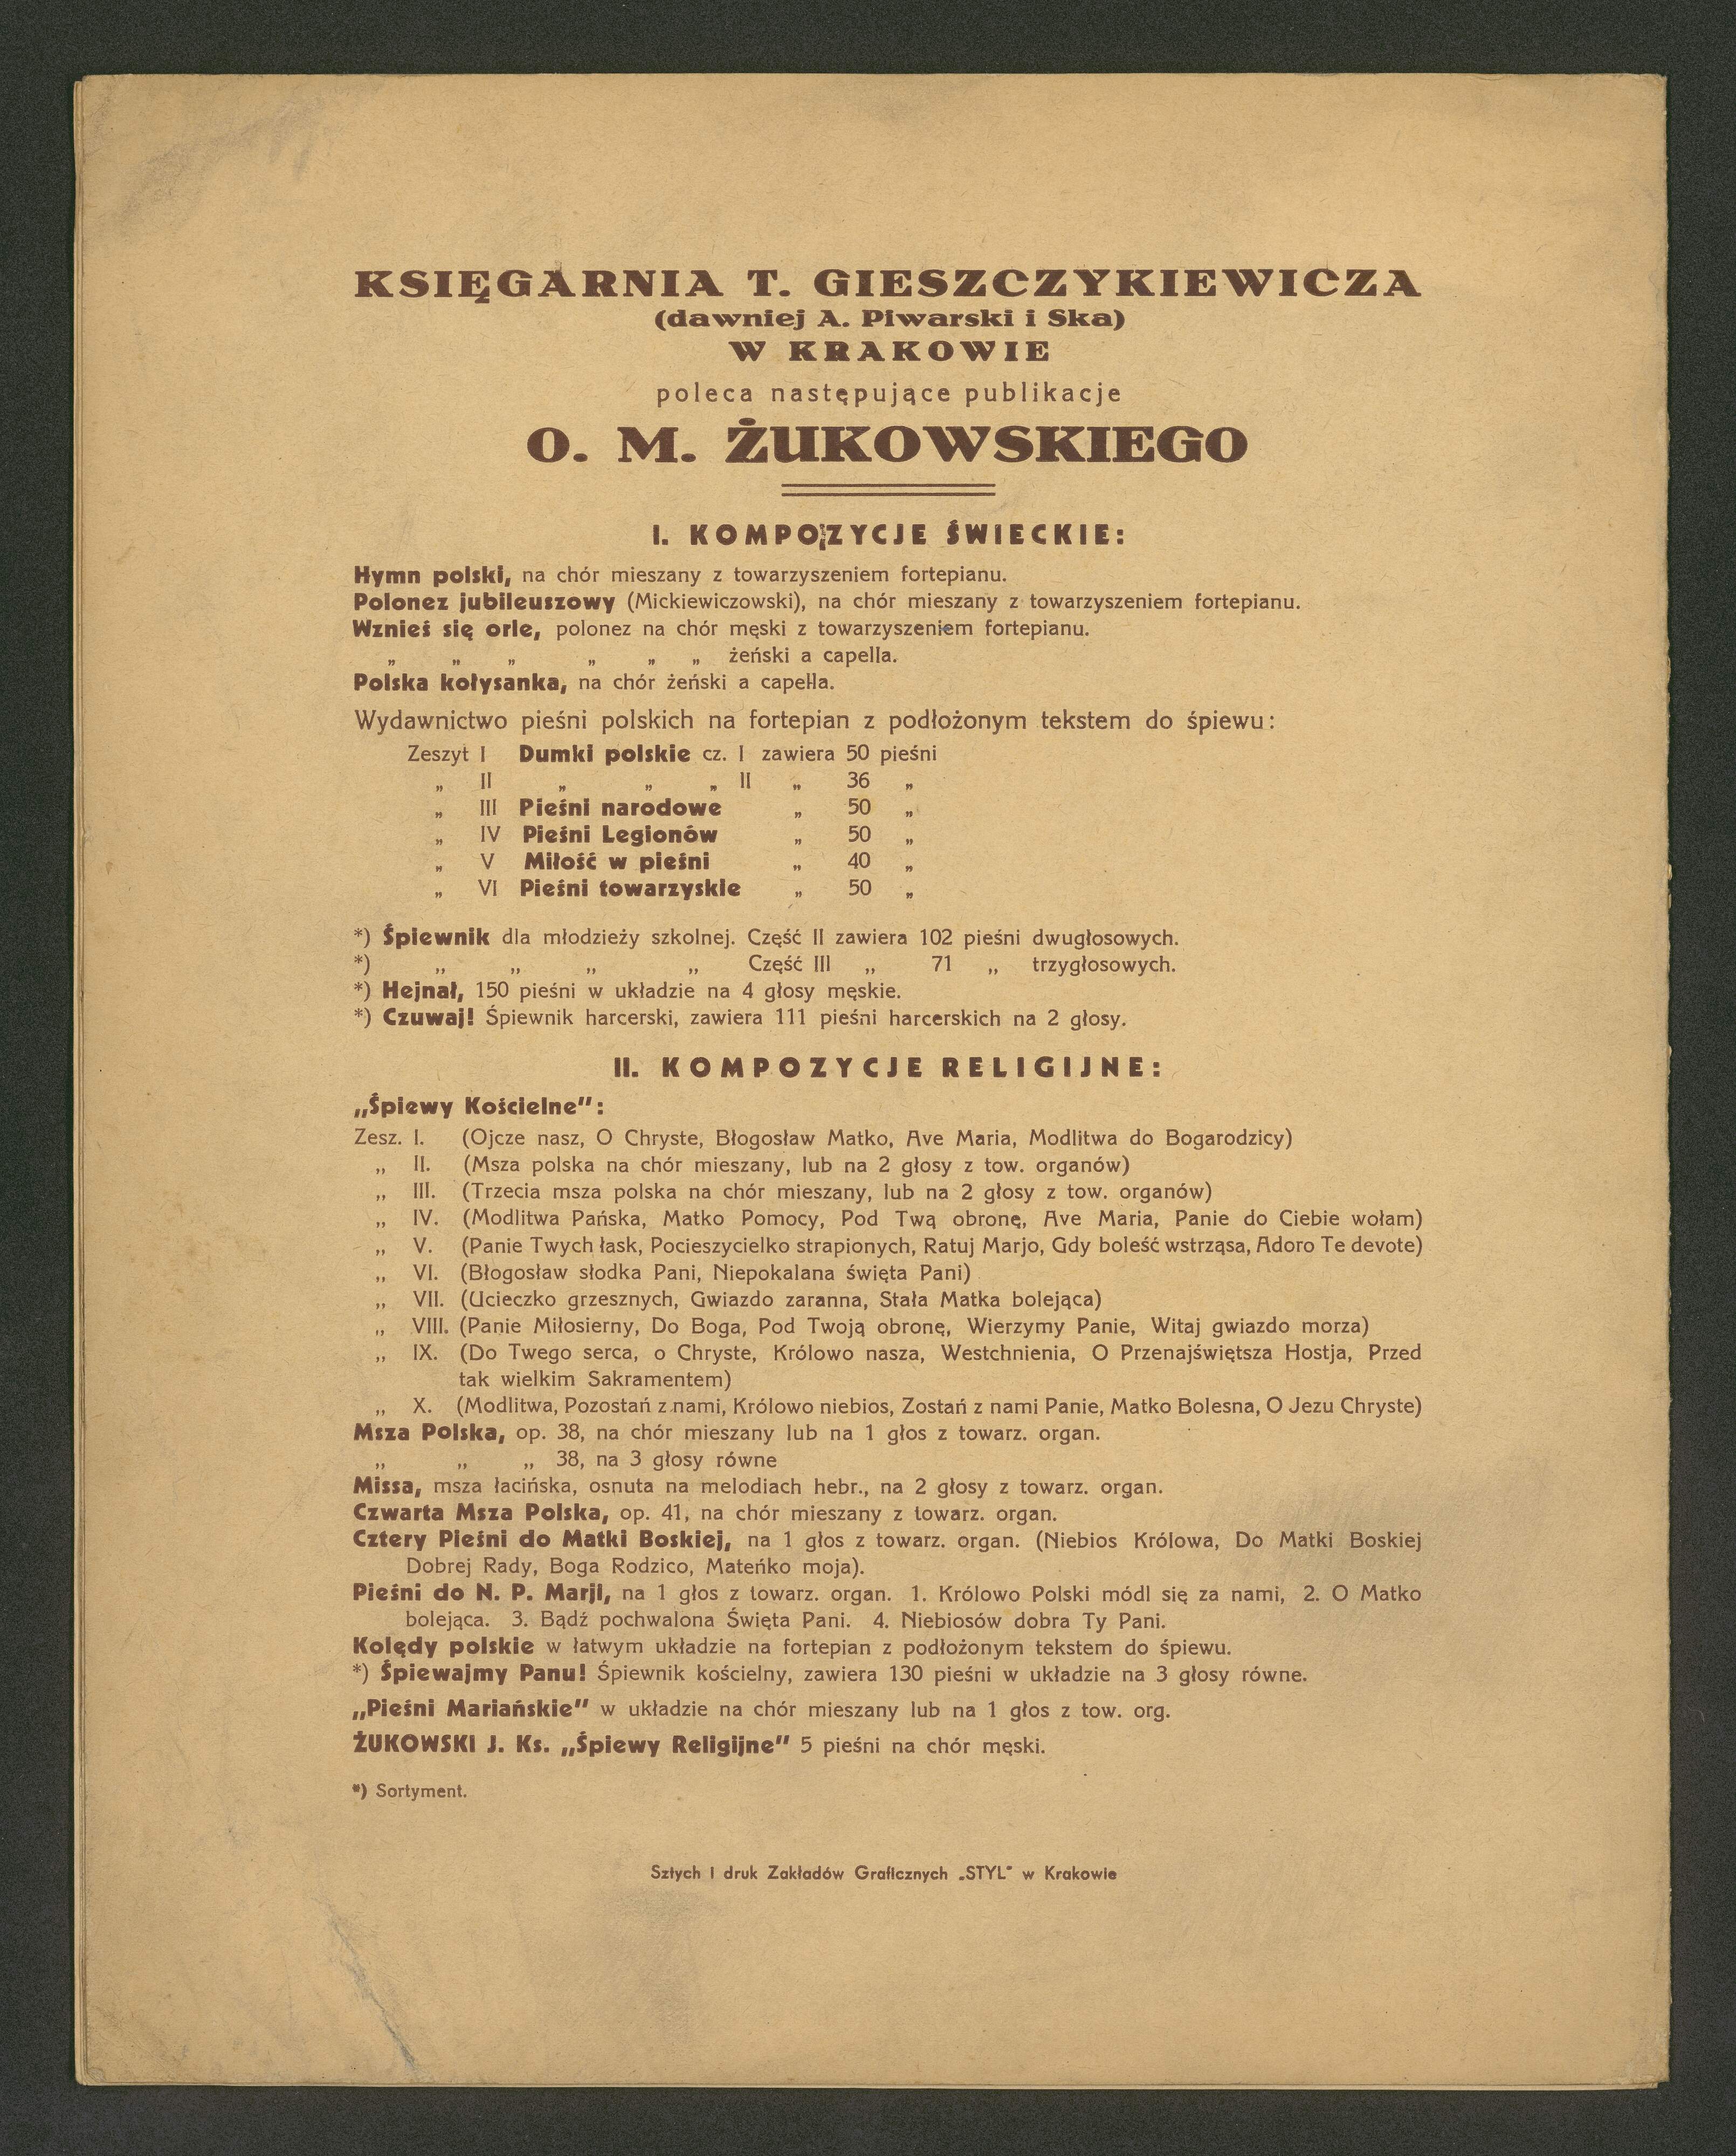 KSIĘGARNIA T. GIESZCZYKIEWICZA
(dawniej A. Piwarski i Ska)
W KRAKOWIE
poleca następujące publikacje
O. M. ŻUKOWSKIEGO
I. KOMPOZYCJE ŚWIECKIE:
Hymn polski, na chór mieszany z towarzyszeniem fortepianu.
Polonez jubileuszowy (Mickiewiczowski), na chór mieszany z towarzyszeniem fortepianu.
Wznieś się orle, polonez na chór męski z towarzyszeniem fortepianu.
„ „ „ „ „ „ żeński a capella.
Polska kołysanka, na chór żeński a capella.
Wydawnictwo pieśni polskich na fortepian z podłożonym tekstem do śpiewu:
Zeszyt I Dumki polskie cz. I zawiera 50 pieśni
„ II „ „ „ II „ 36 „
„ III Pieśni narodowe „ 50 „
„ IV Pieśni Legionów „ 50 „
„ V Miłość w pieśni „ 40 „
„ VI Pieśni towarzyskie „ 50 „
*) Śpiewnik dla młodzieży szkolnej. Część II zawiera 102 pieśni dwugłosowych.
*) „ „ „ „ Część III „ 71 „ trzygłosowych.
*) Hejnał, 150 pieśni w układzie na 4 głosy męskie.
*) Czuwaj! Śpiewnik harcerski, zawiera 111 pieśni harcerskich na 2 głosy.
II. KOMPOZYCJE RELIGIJNE:
„Śpiewy Kościelne":
Zesz. I. (Ojcze nasz, O Chryste, Błogosław Matko, Ave Maria, Modlitwa do Bogarodzicy)
„ II. (Msza polska na chór mieszany, lub na 2 głosy z tow. organów)
„ III. (Trzecia msza polska na chór mieszany, lub na 2 głosy z tow. organów)
„ IV. (Modlitwa Pańska, Matko Pomocy, Pod Twą obronę, Ave Maria, Panie do Ciebie wołam)
„ V. (Panie Twych łask, Pocieszycielko strapionych, Ratuj Marjo, Gdy boleść wstrząsa, Adoro Te devote)
„ VI. (Błogosław słodka Pani, Niepokalana święta Pani)
„ VII. (Ucieczko grzesznych, Gwiazdo zaranna, Stała Matka bolejąca)
„ VIII. (Panie Miłosierny, Do Boga, Pod Twoją obronę, Wierzymy Panie, Witaj gwiazdo morza)
„ IX. (Do Twego serca, o Chryste, Królowo nasza, Westchnienia, O Przenajświętsza Hostja, Przed
tak wielkim Sakramentem)
„ X. (Modlitwa, Pozostań z nami, Królowo niebios, Zostań z nami Panie, Matko Bolesna, O Jezu Chryste)
Msza Polska, op. 38, na chór mieszany lub na 1 głos z towarz. organ.
„ „ „ 38, na 3 głosy równe
Missa, msza łacińska, osnuta na melodiach hebr., na 2 głosy z towarz. organ.
Czwarta Msza Polska, op. 41, na chór mieszany z towarz. organ.
Cztery Pieśni do Matki Boskiej, na 1 głos z towarz. organ. (Niebios Królowa, Do Matki Boskiej
Dobrej Rady, Boga Rodzico, Mateńko moja).
Pieśni do N. P. Marji, na 1 głos z towarz. organ. 1. Królowo Polski módl się za nami, 2. O Matko
bolejąca. 3. Bądź pochwalona Święta Pani. 4. Niebiosów dobra Ty Pani.
Kolędy polskie w łatwym układzie na fortepian z podłożonym tekstem do śpiewu.
*) Śpiewajmy Panu! Śpiewnik kościelny, zawiera 130 pieśni w układzie na 3 głosy równe.
„Pieśni Mariańskie" w układzie na chór mieszany lub na 1 głos z tow. org.
ŻUKOWSKI J. Ks. „Śpiewy Religijne" 5 pieśni na chór męski.
*) Sortyment.
Sztych i druk Zakładów Graficznych „STYL" w Krakowie